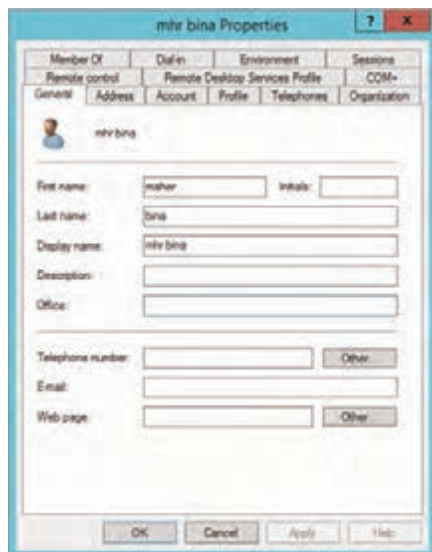 mhr bina Properties
? x
Member Of Dial-in Environment Sessions
Remote control Remote Desktop Services Profile COM+
General Address Account Profile Telephones Organization
mhr bina
First name: maher Initials:
Last name: bina
Display name: mhr bina
Description:
Office:
Telephone number: Other...
E-mail:
Web page: Other...
OK Cancel Apply Help